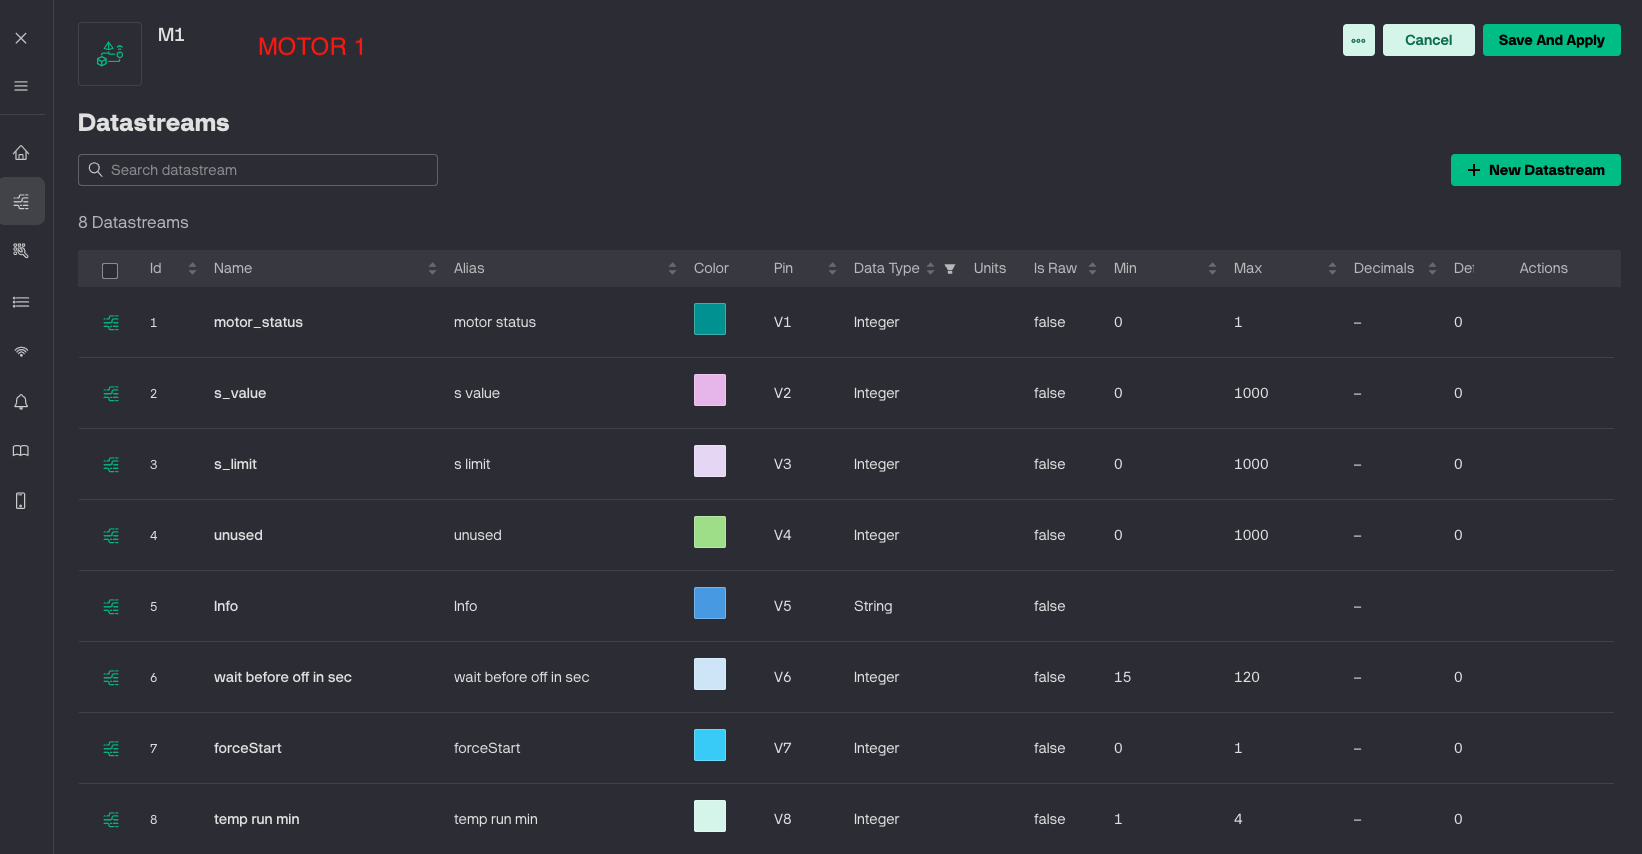 M1
MOTOR 1
Cancel
Save And Apply
Datastreams
Search datastream
New Datastream
8 Datastreams
Id Name Alias Color Pin Data Type Units Is Raw Min Max Decimals Def Actions
1 motor_status motor status V1 Integer false 0 1 – 0
2 s_value s value V2 Integer false 0 1000 – 0
3 s_limit s limit V3 Integer false 0 1000 – 0
4 unused unused V4 Integer false 0 1000 – 0
5 Info Info V5 String false –
6 wait before off in sec wait before off in sec V6 Integer false 15 120 – 0
7 forceStart forceStart V7 Integer false 0 1 – 0
8 temp run min temp run min V8 Integer false 1 4 – 0